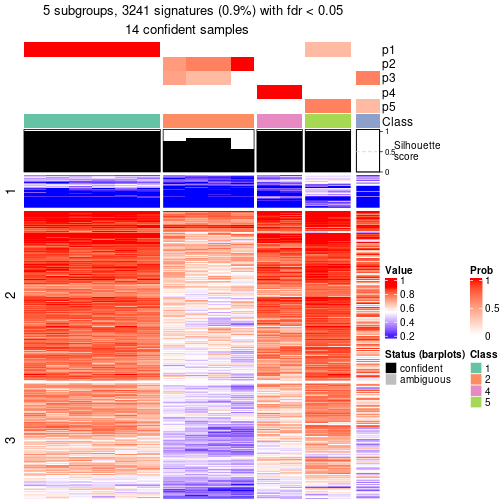 5 subgroups, 3241 signatures (0.9%) with fdr < 0.05
14 confident samples
p1
p2
p3
p4
p5
Class
1
0.5
0
Silhouette
score
1
2
3
Value
1
0.8
0.6
0.4
0.2
Prob
1
0.5
0
Status (barplots)
confident
ambiguous
Class
1
2
4
5